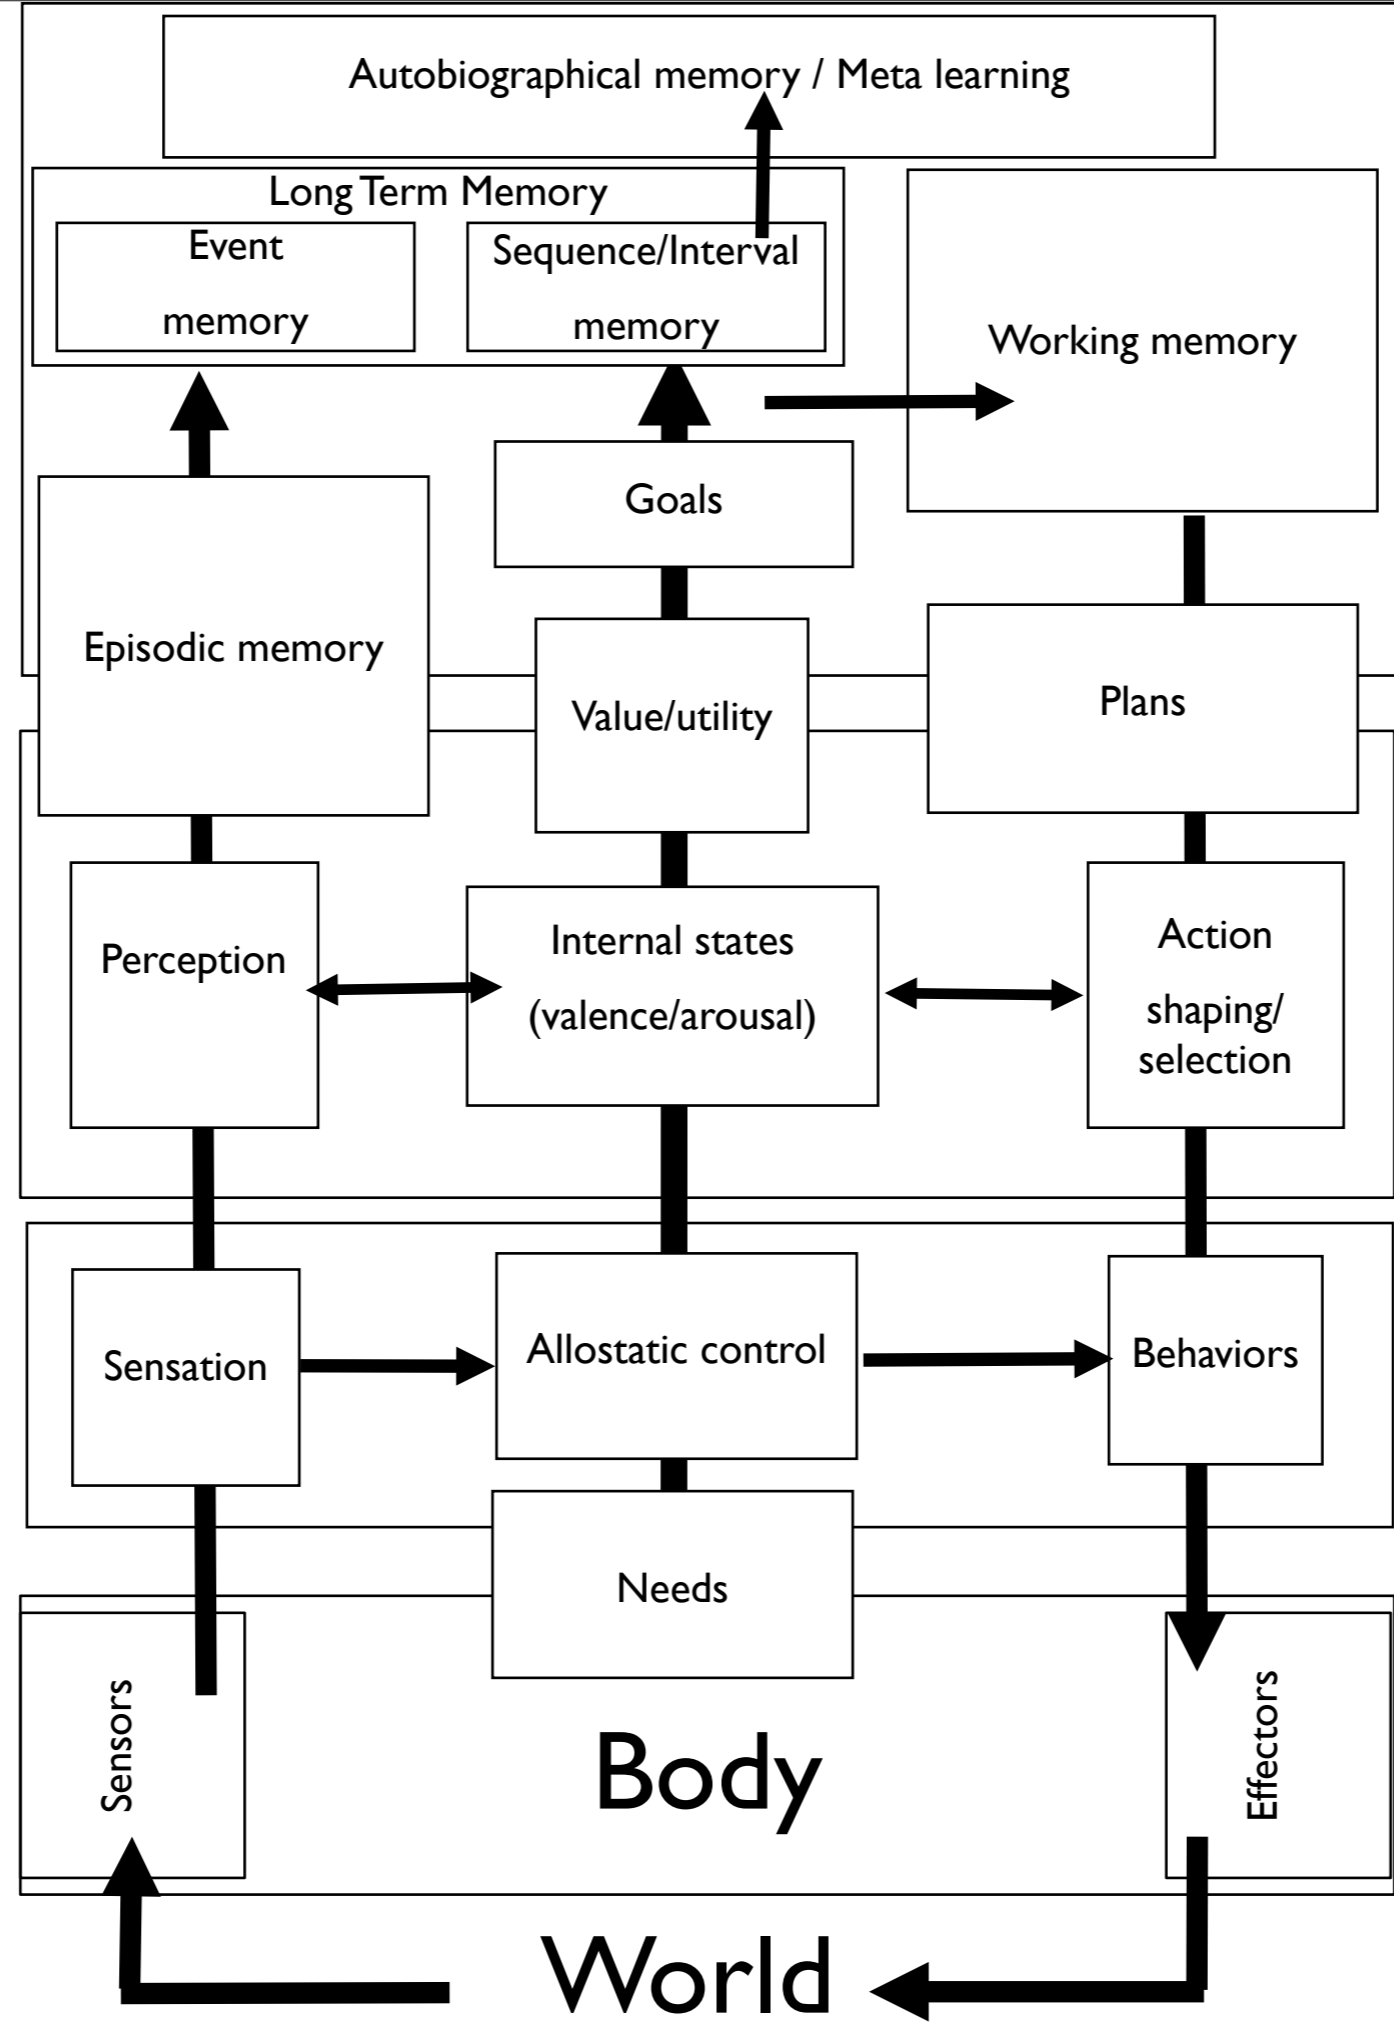 Autobiographical memory / Meta learning
Long Term Memory
Event
memory
Sequence/Interval
memory
Working memory
Goals
Episodic memory
Value/utility
Plans
Perception
Internal states
(valence/arousal)
Action
shaping/
selection
Sensation
Allostatic control
Behaviors
Needs
Sensors
Body
Effectors
World